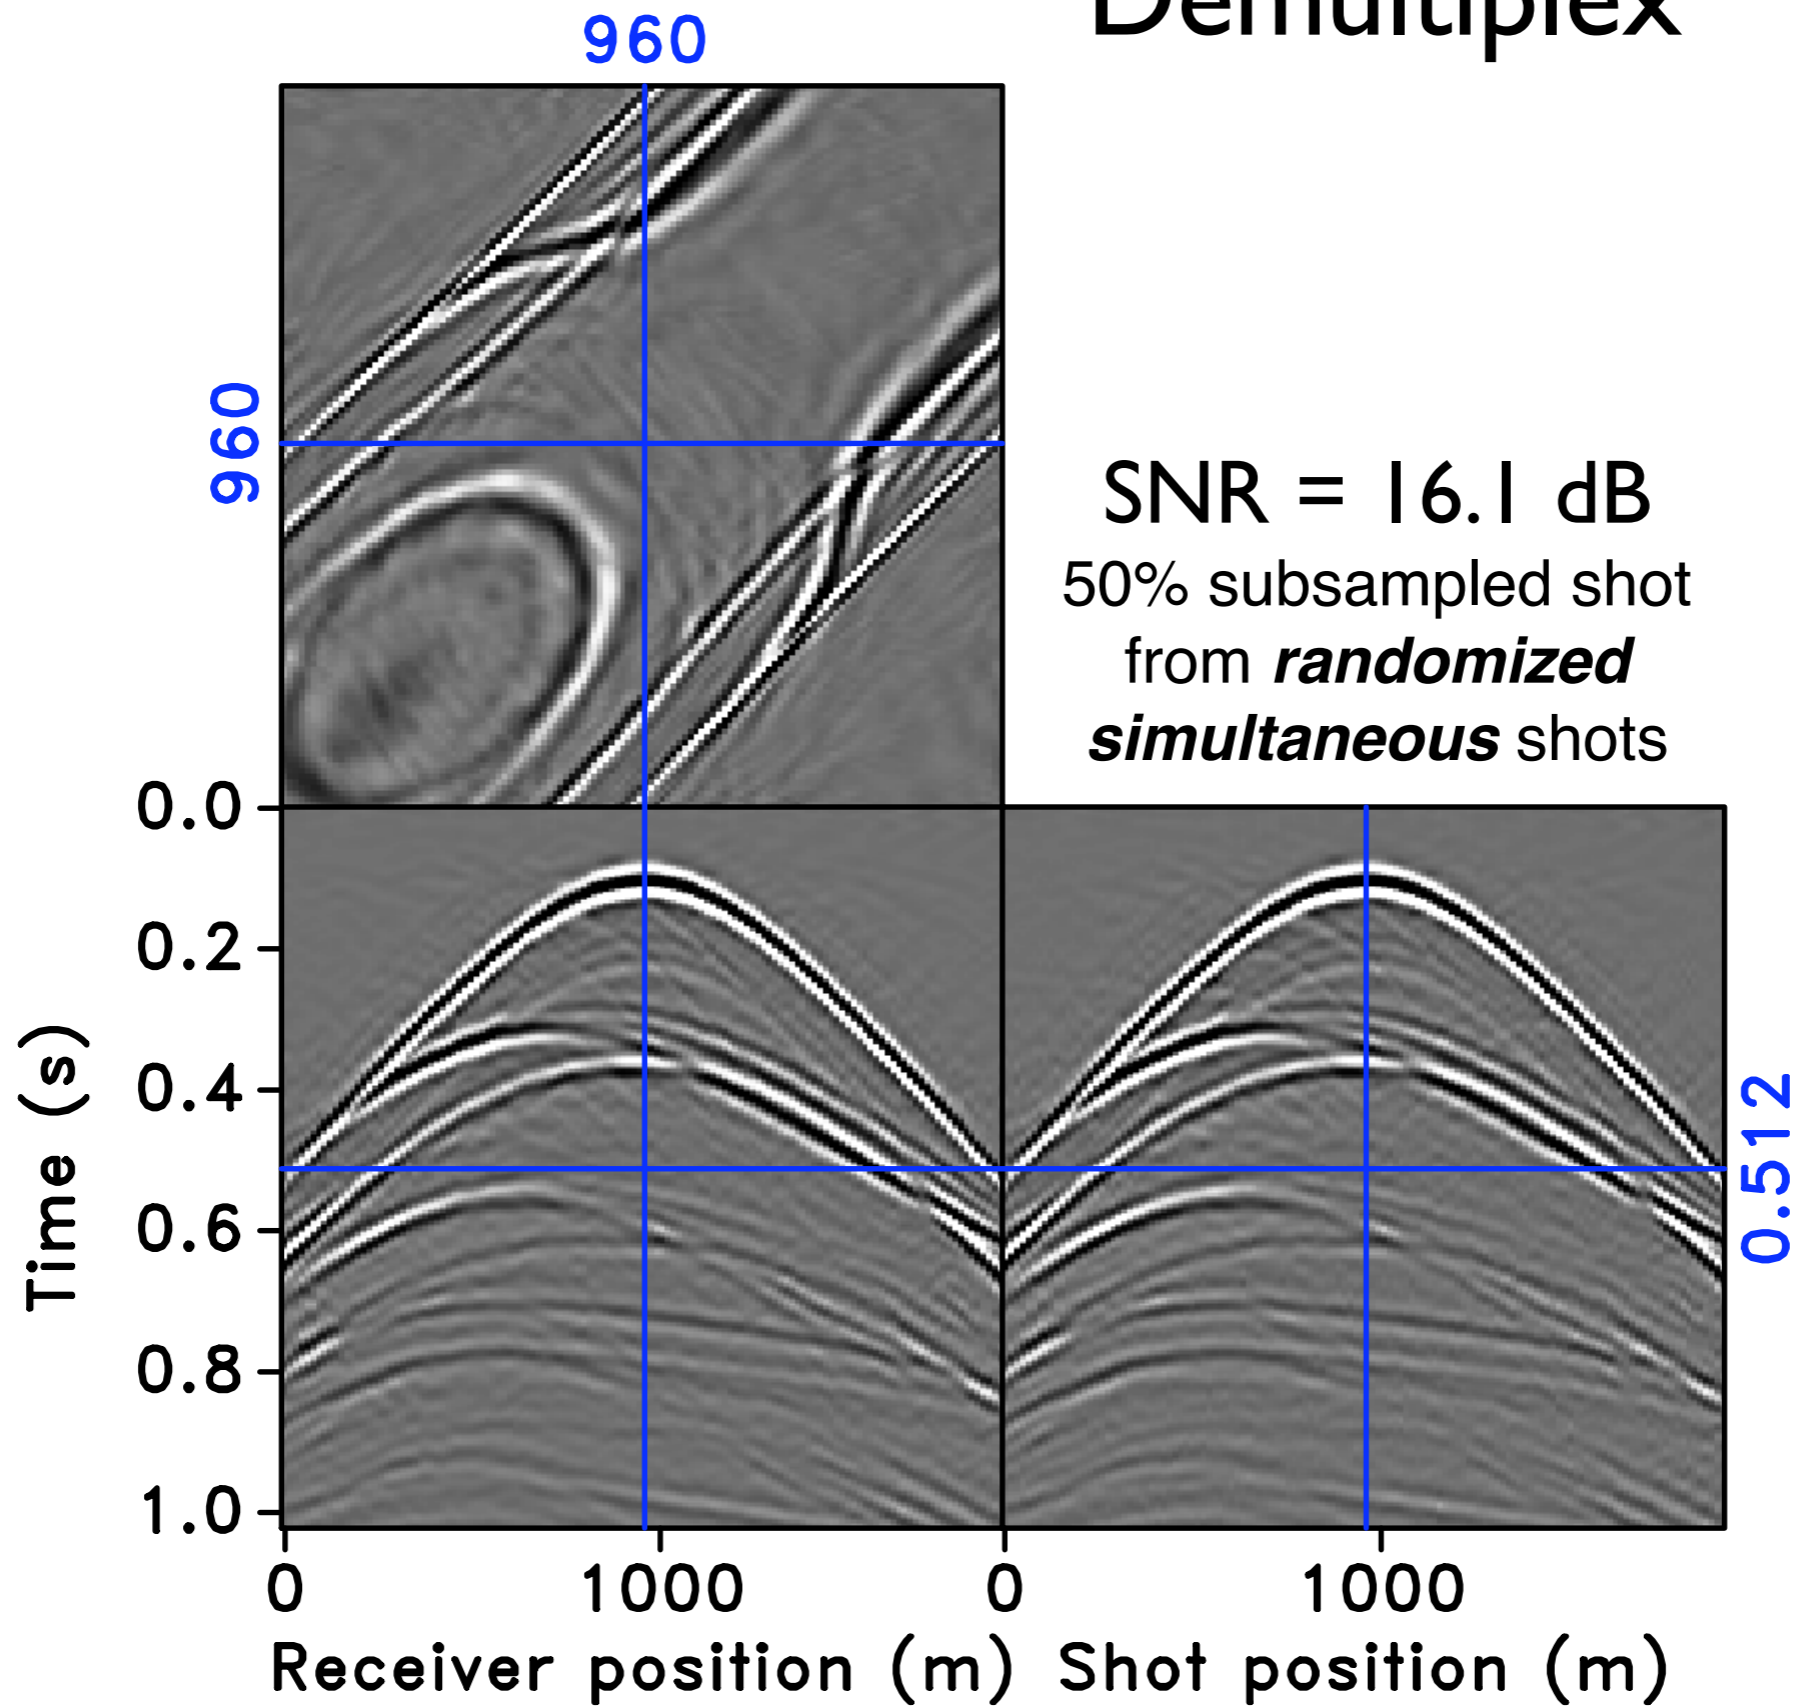 Demultiplex
960
960
SNR = 16.1 dB
50% subsampled shot
from randomized
simultaneous shots
0.0
0.2
0.4
0.6
0.8
1.0
Time (s)
0.512
0
1000
0
1000
Receiver position (m)
Shot position (m)